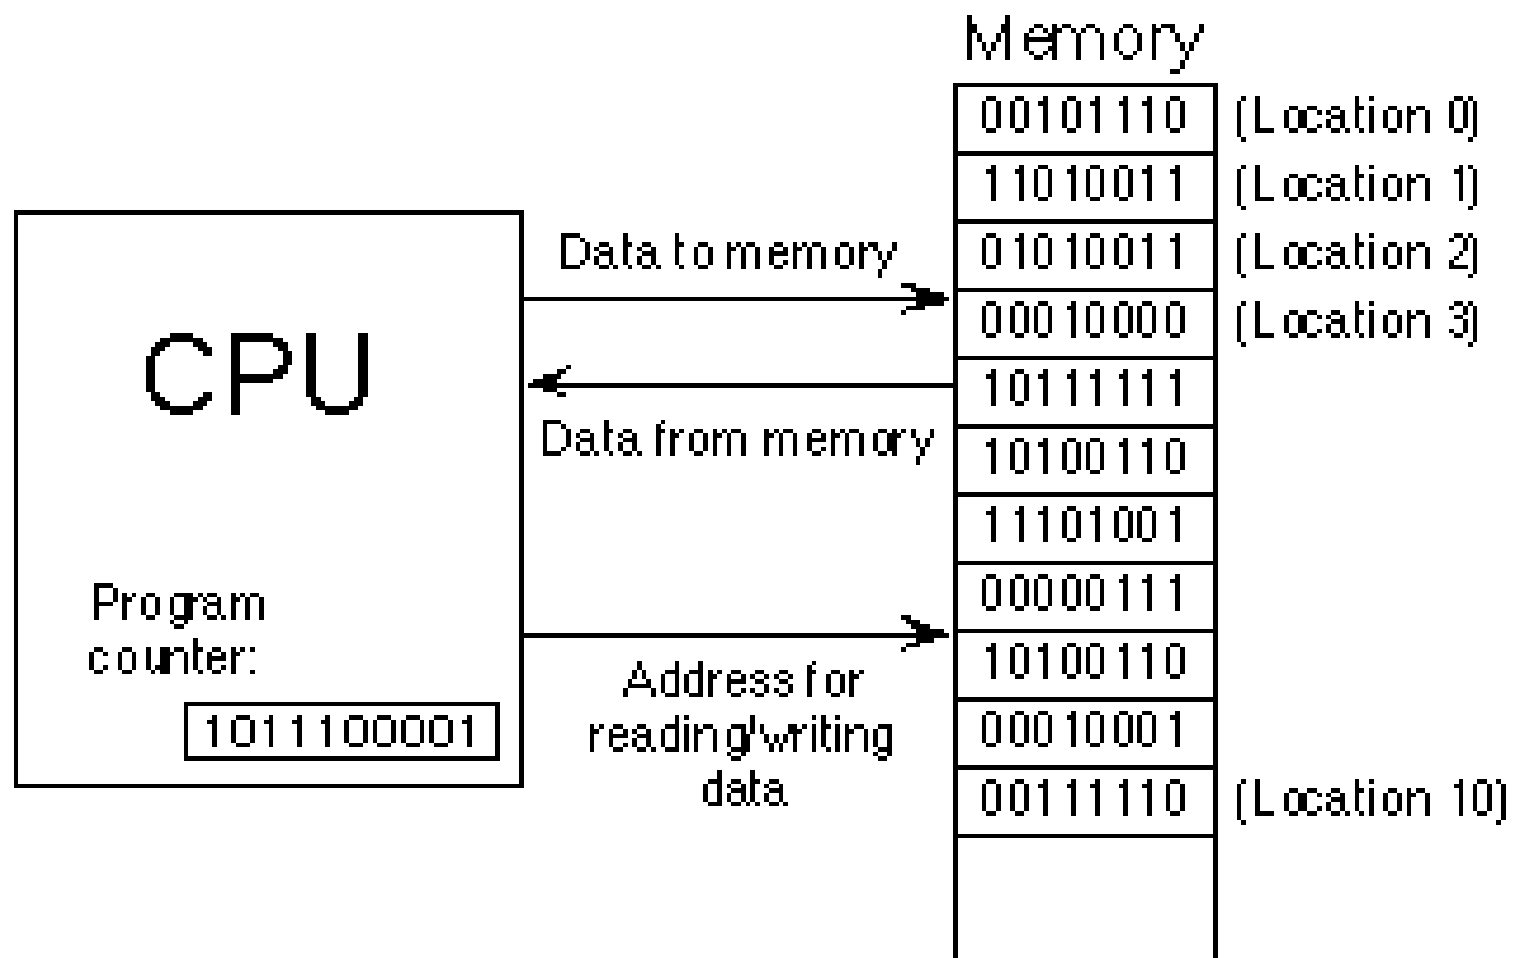 Memory
00101110 (Location 0)
11010011 (Location 1)
01010011 (Location 2)
00010000 (Location 3)
10111111
10100110
11101001
00000111
10100110
00010001
00111110 (Location 10)
Data to memory
Data from memory
Address for
reading/writing
data
CPU
Program
counter:
1011100001